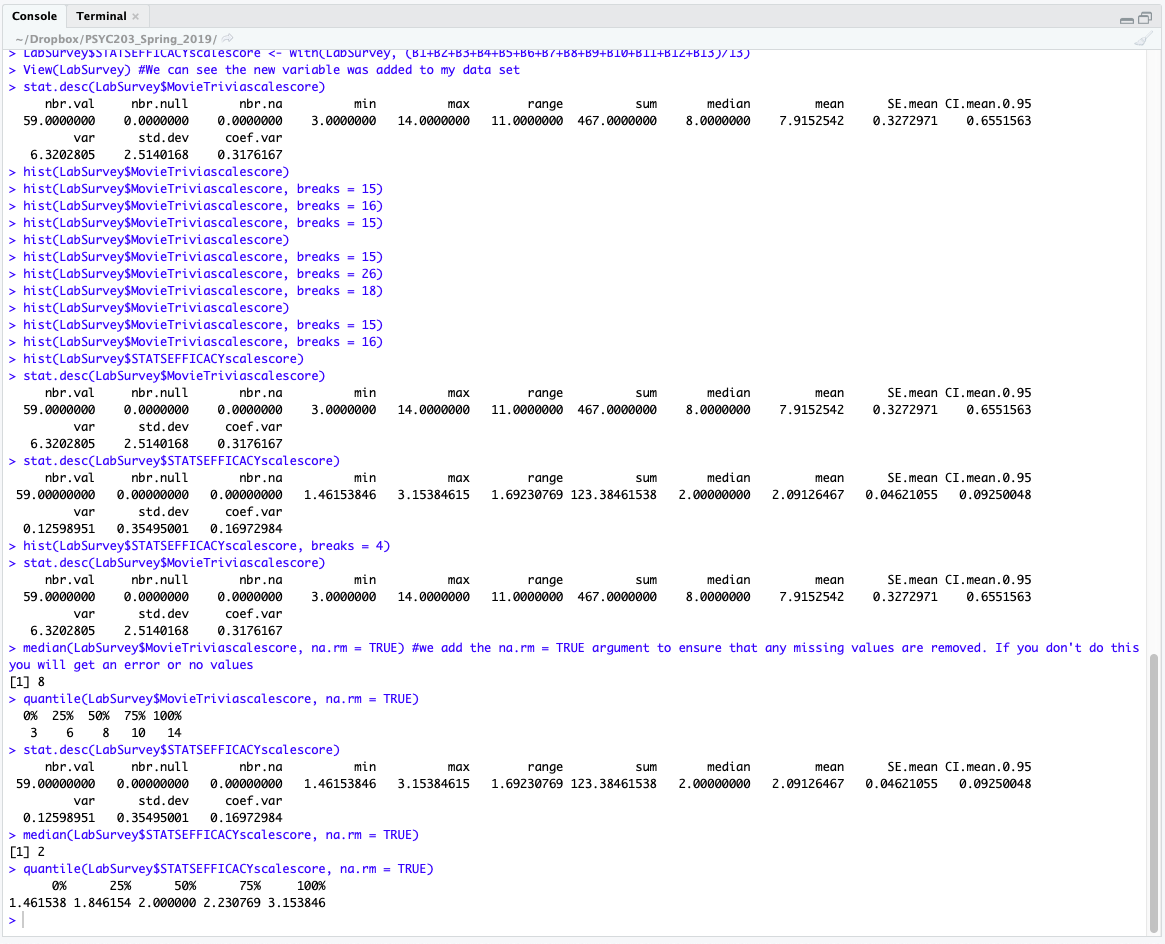 Console Terminal ×
~/Dropbox/PSYC203_Spring_2019/
> LabSurvey$STATSEFFICACYscalescore <- with(LabSurvey, (B1+B2+B3+B4+B5+B6+B7+B8+B9+B10+B11+B12+B13)/13)
> View(LabSurvey) #We can see the new variable was added to my data set
> stat.desc(LabSurvey$MovieTriviascalescore)
nbr.val nbr.null nbr.na min max range sum median mean SE.mean CI.mean.0.95
59.0000000 0.0000000 0.0000000 3.0000000 14.0000000 11.0000000 467.0000000 8.0000000 7.9152542 0.3272971 0.6551563
var std.dev coef.var
6.3202805 2.5140168 0.3176167
> hist(LabSurvey$MovieTriviascalescore)
> hist(LabSurvey$MovieTriviascalescore, breaks = 15)
> hist(LabSurvey$MovieTriviascalescore, breaks = 16)
> hist(LabSurvey$MovieTriviascalescore, breaks = 15)
> hist(LabSurvey$MovieTriviascalescore)
> hist(LabSurvey$MovieTriviascalescore, breaks = 15)
> hist(LabSurvey$MovieTriviascalescore, breaks = 26)
> hist(LabSurvey$MovieTriviascalescore, breaks = 18)
> hist(LabSurvey$MovieTriviascalescore)
> hist(LabSurvey$MovieTriviascalescore, breaks = 15)
> hist(LabSurvey$MovieTriviascalescore, breaks = 16)
> hist(LabSurvey$STATSEFFICACYscalescore)
> stat.desc(LabSurvey$MovieTriviascalescore)
nbr.val nbr.null nbr.na min max range sum median mean SE.mean CI.mean.0.95
59.0000000 0.0000000 0.0000000 3.0000000 14.0000000 11.0000000 467.0000000 8.0000000 7.9152542 0.3272971 0.6551563
var std.dev coef.var
6.3202805 2.5140168 0.3176167
> stat.desc(LabSurvey$STATSEFFICACYscalescore)
nbr.val nbr.null nbr.na min max range sum median mean SE.mean CI.mean.0.95
59.00000000 0.00000000 0.00000000 1.46153846 3.15384615 1.69230769 123.38461538 2.00000000 2.09126467 0.04621055 0.09250048
var std.dev coef.var
0.12598951 0.35495001 0.16972984
> hist(LabSurvey$STATSEFFICACYscalescore, breaks = 4)
> stat.desc(LabSurvey$MovieTriviascalescore)
nbr.val nbr.null nbr.na min max range sum median mean SE.mean CI.mean.0.95
59.0000000 0.0000000 0.0000000 3.0000000 14.0000000 11.0000000 467.0000000 8.0000000 7.9152542 0.3272971 0.6551563
var std.dev coef.var
6.3202805 2.5140168 0.3176167
> median(LabSurvey$MovieTriviascalescore, na.rm = TRUE) #we add the na.rm = TRUE argument to ensure that any missing values are removed. If you don't do this
you will get an error or no values
[1] 8
> quantile(LabSurvey$MovieTriviascalescore, na.rm = TRUE)
0% 25% 50% 75% 100%
3 6 8 10 14
> stat.desc(LabSurvey$STATSEFFICACYscalescore)
nbr.val nbr.null nbr.na min max range sum median mean SE.mean CI.mean.0.95
59.00000000 0.00000000 0.00000000 1.46153846 3.15384615 1.69230769 123.38461538 2.00000000 2.09126467 0.04621055 0.09250048
var std.dev coef.var
0.12598951 0.35495001 0.16972984
> median(LabSurvey$STATSEFFICACYscalescore, na.rm = TRUE)
[1] 2
> quantile(LabSurvey$STATSEFFICACYscalescore, na.rm = TRUE)
0% 25% 50% 75% 100%
1.461538 1.846154 2.000000 2.230769 3.153846
>